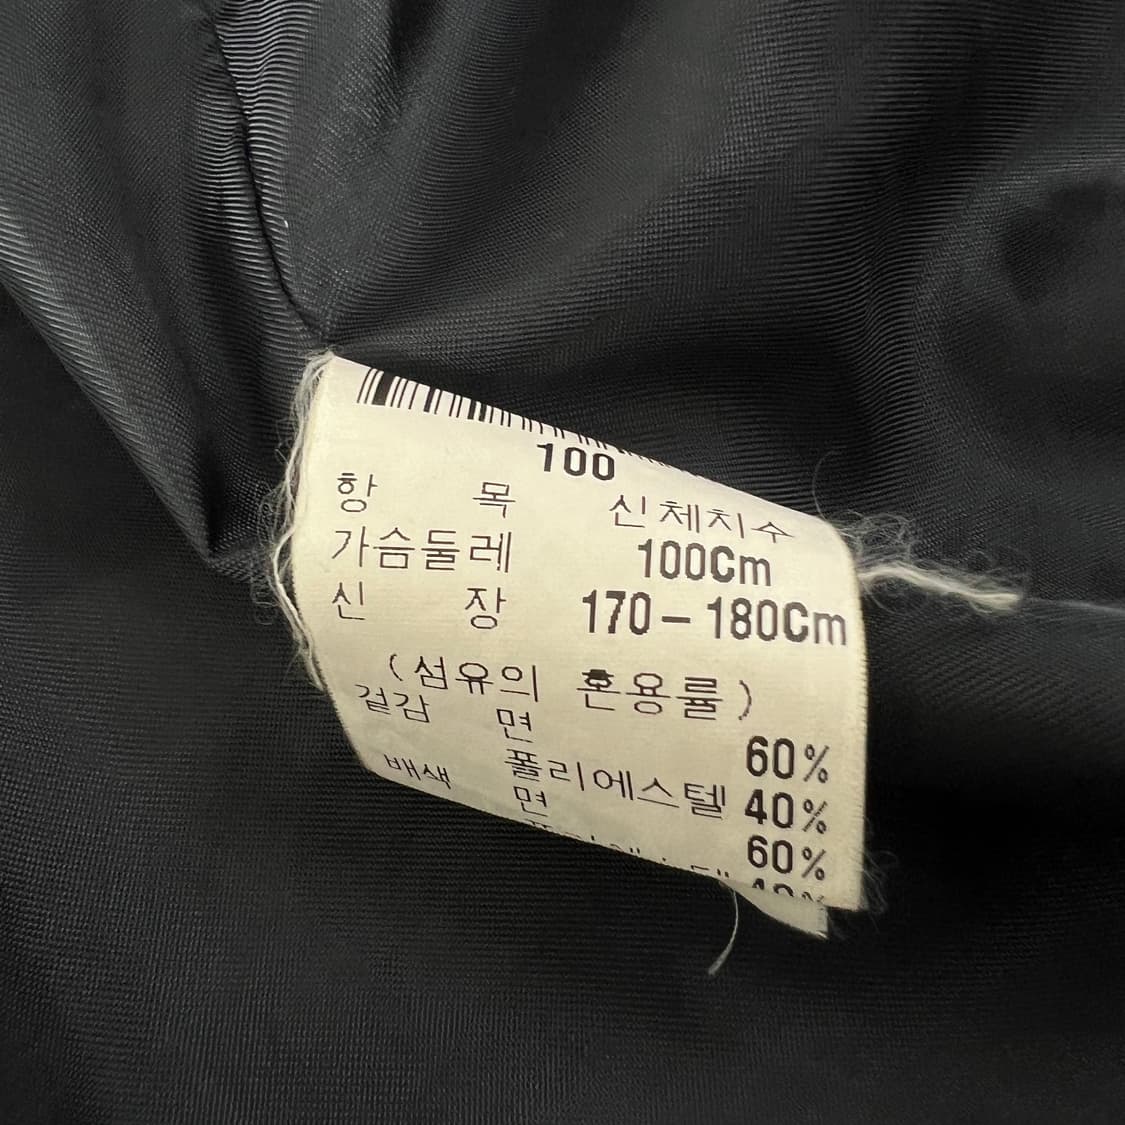 100
항 목 신체치수
가슴둘레 100Cm
신 장 170-180Cm
(섬유의 혼용률)
겉감 면 60%
폴리에스텔 40%
배색 면 60%